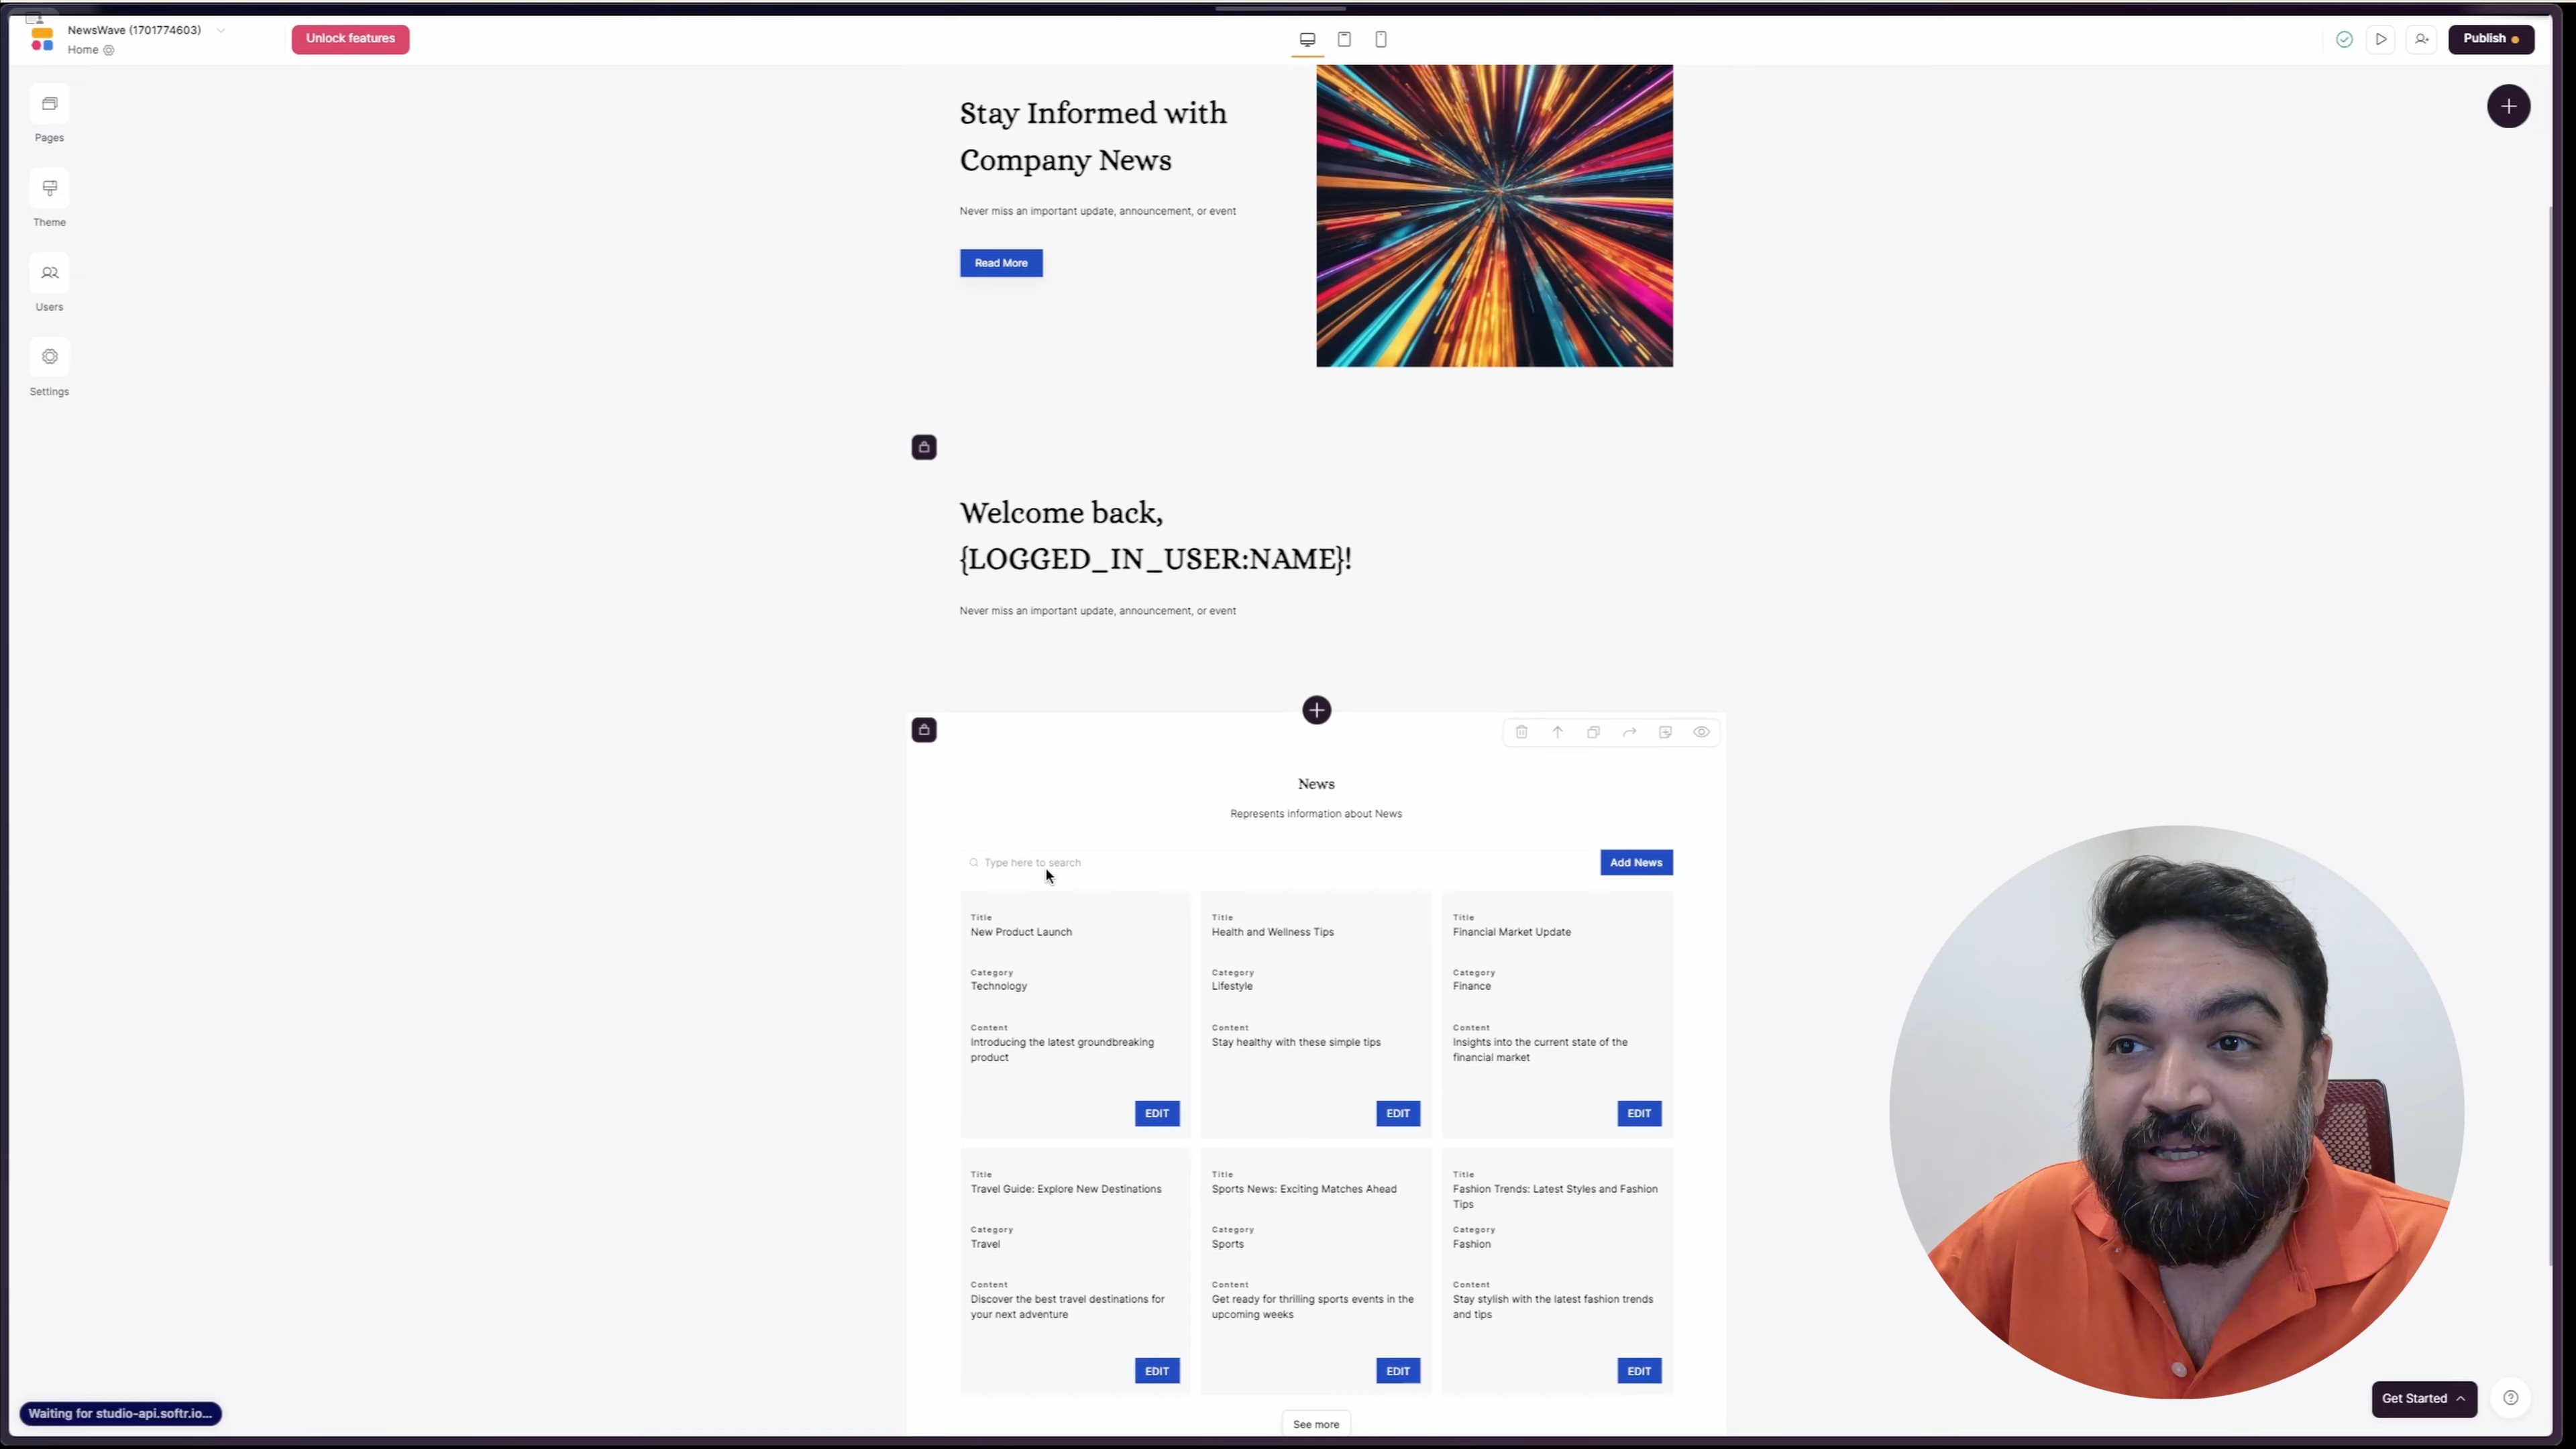 NewsWave (1701774603)
Home
Unlock features
Publish
Pages
Theme
Users
Settings
Stay Informed with
Company News
Never miss an important update, announcement, or event
Read More
Welcome back,
{LOGGED_IN_USER:NAME}!
Never miss an important update, announcement, or event
News
Represents information about News
Type here to search
Add News
Title
New Product Launch
Category
Technology
Content
Introducing the latest groundbreaking
product
EDIT
Title
Health and Wellness Tips
Category
Lifestyle
Content
Stay healthy with these simple tips
EDIT
Title
Financial Market Update
Category
Finance
Content
Insights into the current state of the
financial market
EDIT
Title
Travel Guide: Explore New Destinations
Category
Travel
Content
Discover the best travel destinations for
your next adventure
EDIT
Title
Sports News: Exciting Matches Ahead
Category
Sports
Content
Get ready for thrilling sports events in the
upcoming weeks
EDIT
Title
Fashion Trends: Latest Styles and Fashion
Tips
Category
Fashion
Content
Stay stylish with the latest fashion trends
and tips
EDIT
See more
Waiting for studio-api.softr.io...
Get Started